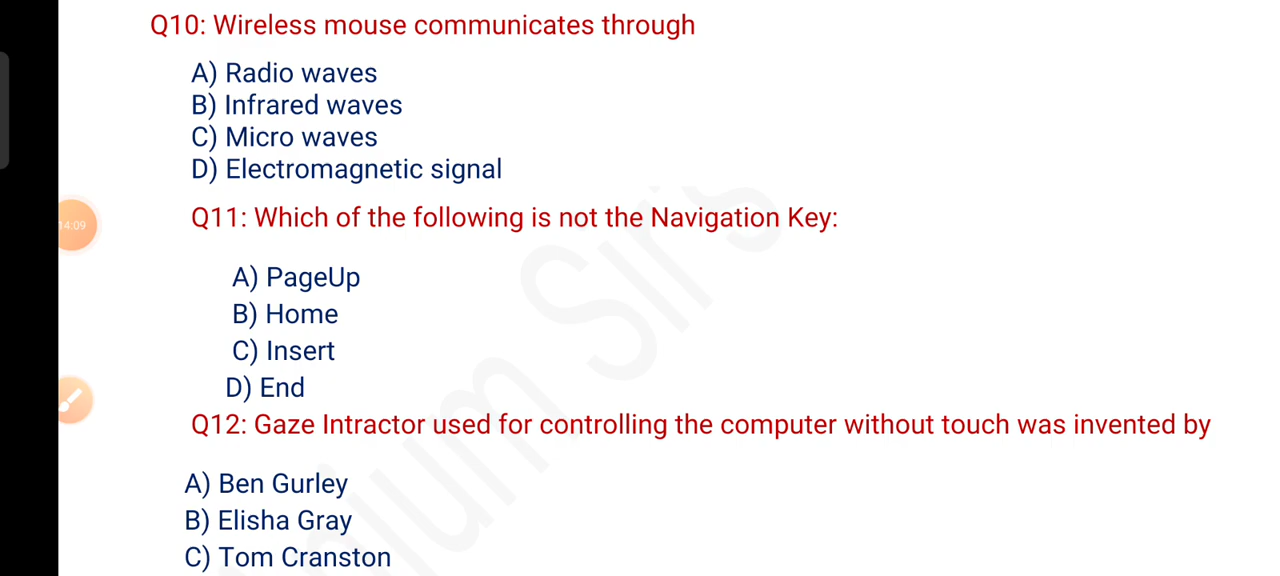 Q10: Wireless mouse communicates through
A) Radio waves
B) Infrared waves
C) Micro waves
D) Electromagnetic signal
14:09
Q11: Which of the following is not the Navigation Key:
A) PageUp
B) Home
C) Insert
D) End
Q12: Gaze Intractor used for controlling the computer without touch was invented by
A) Ben Gurley
B) Elisha Gray
C) Tom Cranston